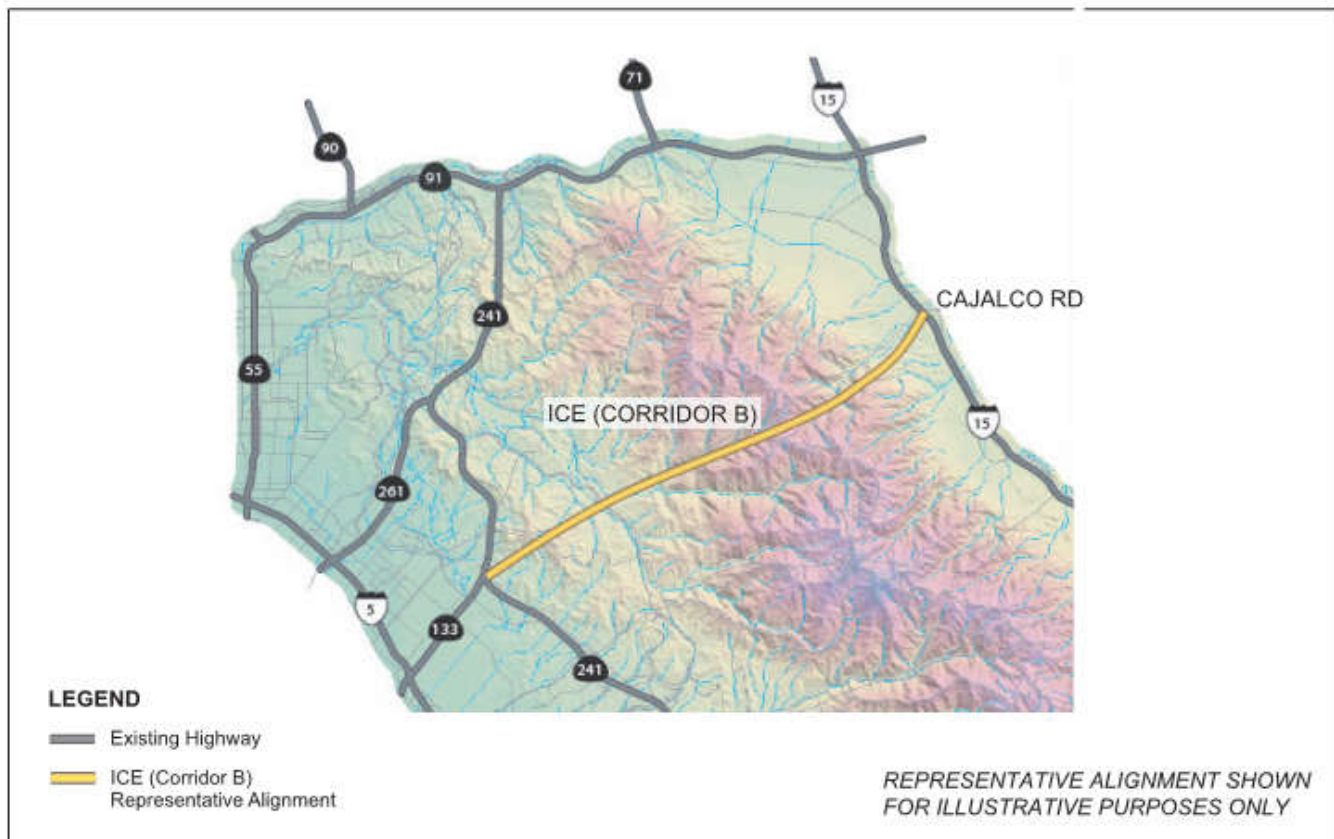 71
15
90
91
CAJALCO RD
241
55
ICE (CORRIDOR B)
15
261
5
133
241
LEGEND
Existing Highway
ICE (Corridor B)
Representative Alignment
REPRESENTATIVE ALIGNMENT SHOWN
FOR ILLUSTRATIVE PURPOSES ONLY